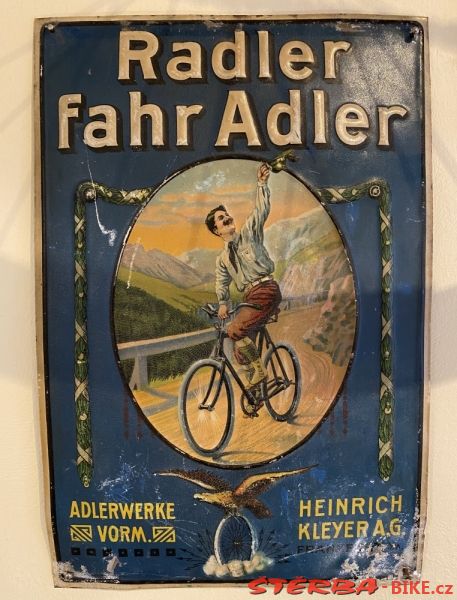 Radler
fahr Adler
ADLERWERKE
VORM.
HEINRICH
KLEYER A.G.
STERBA-BIKE.cz